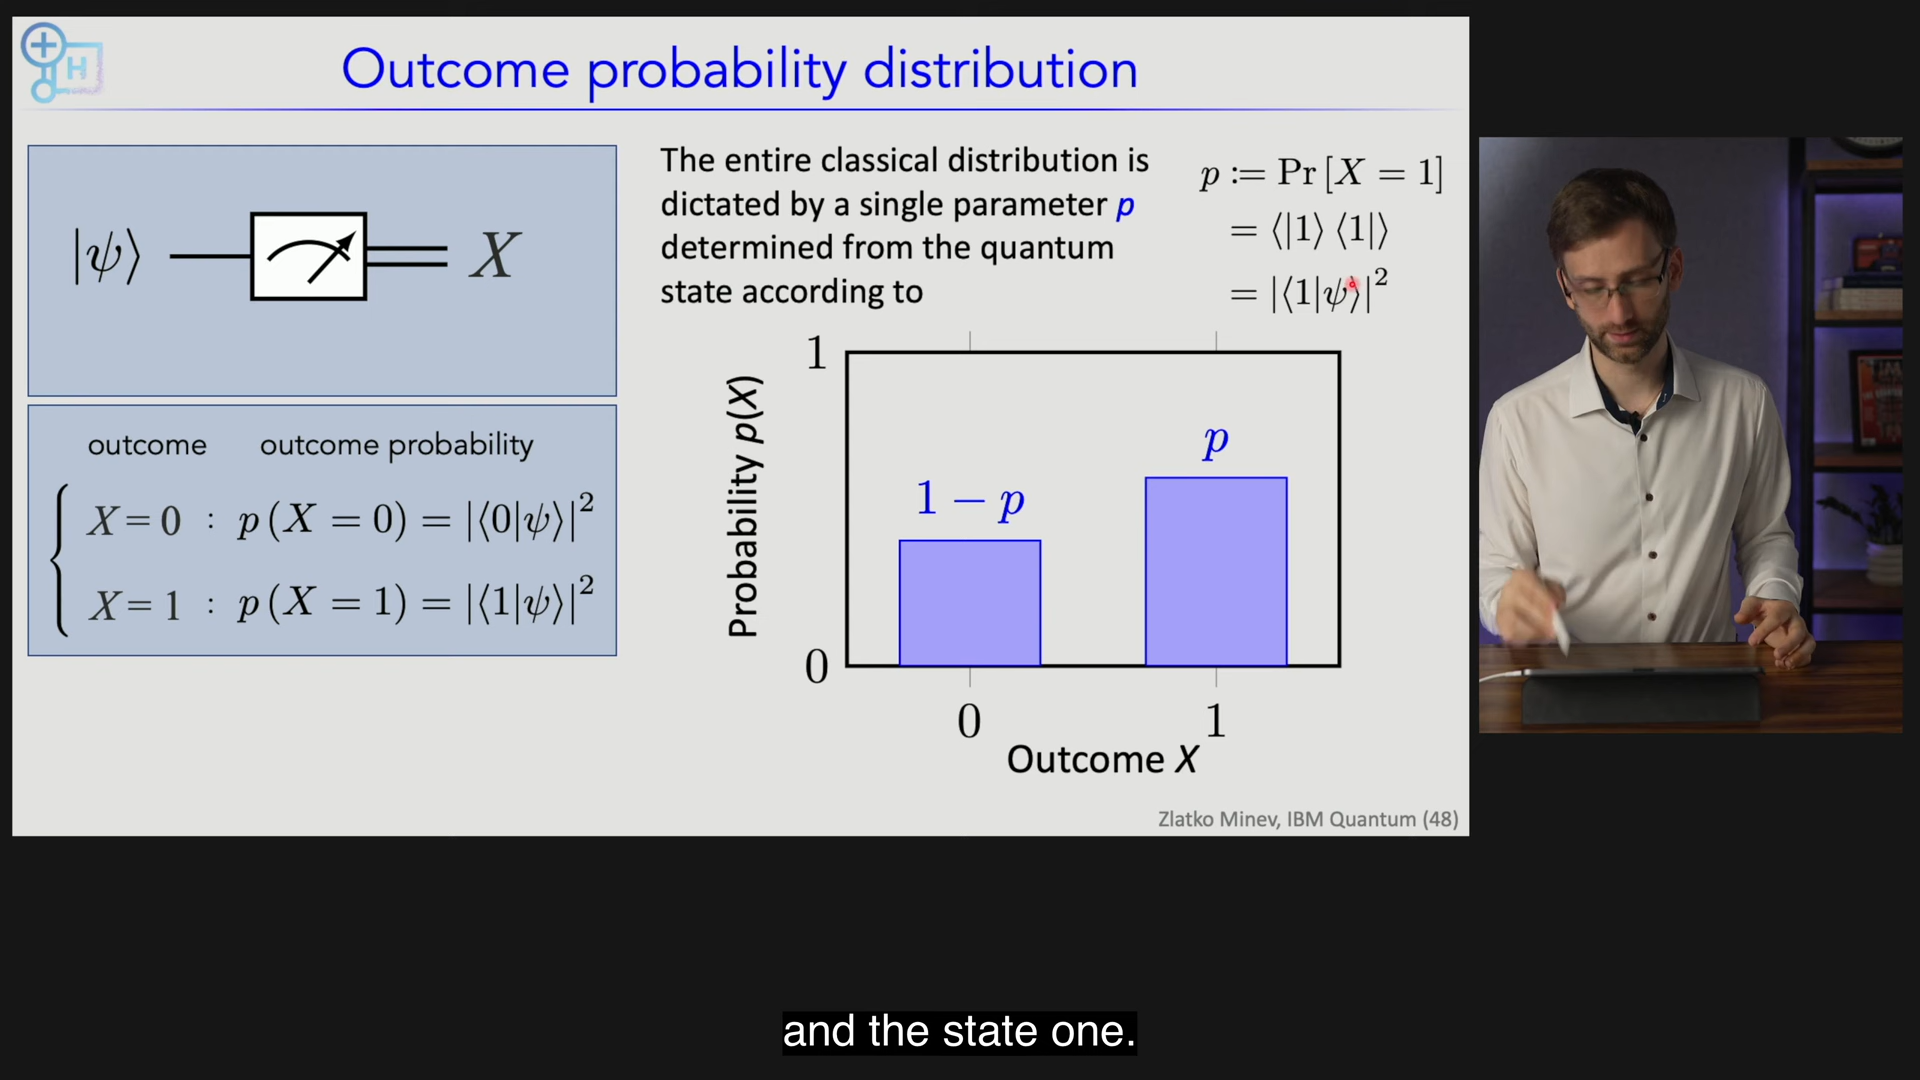 Outcome probability distribution
H
|ψ⟩ X
outcome outcome probability
X = 0 : p (X = 0) = |⟨0|ψ⟩|²
X = 1 : p (X = 1) = |⟨1|ψ⟩|²
The entire classical distribution is
dictated by a single parameter p
determined from the quantum
state according to
p := Pr [X = 1]
= ⟨|1⟩ ⟨1|⟩
= |⟨1|ψ⟩|²
1
Probability p(X)
1 − p
p
0
0 1
Outcome X
Zlatko Minev, IBM Quantum (48)
and the state one.